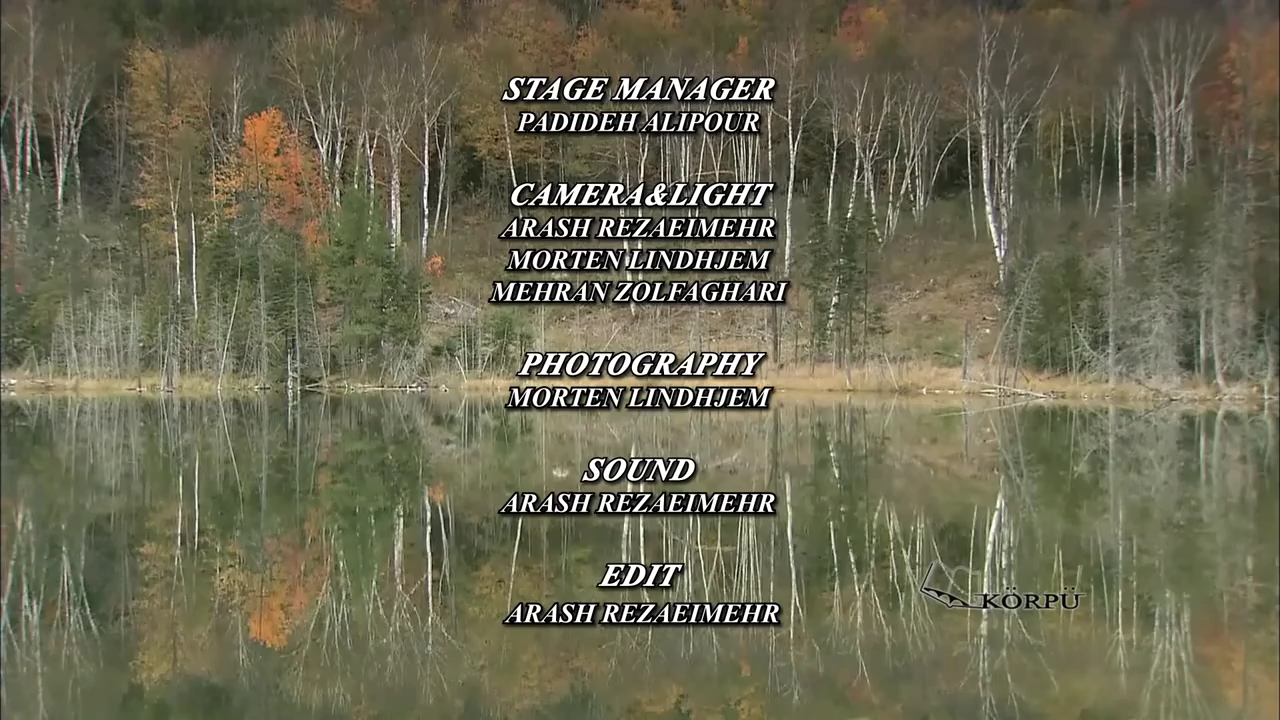 STAGE MANAGER
PADIDEH ALIPOUR
CAMERA&LIGHT
ARASH REZAEIMEHR
MORTEN LINDHJEM
MEHRAN ZOLFAGHARI
PHOTOGRAPHY
MORTEN LINDHJEM
SOUND
ARASH REZAEIMEHR
EDIT
ARASH REZAEIMEHR
KÖRPÜ